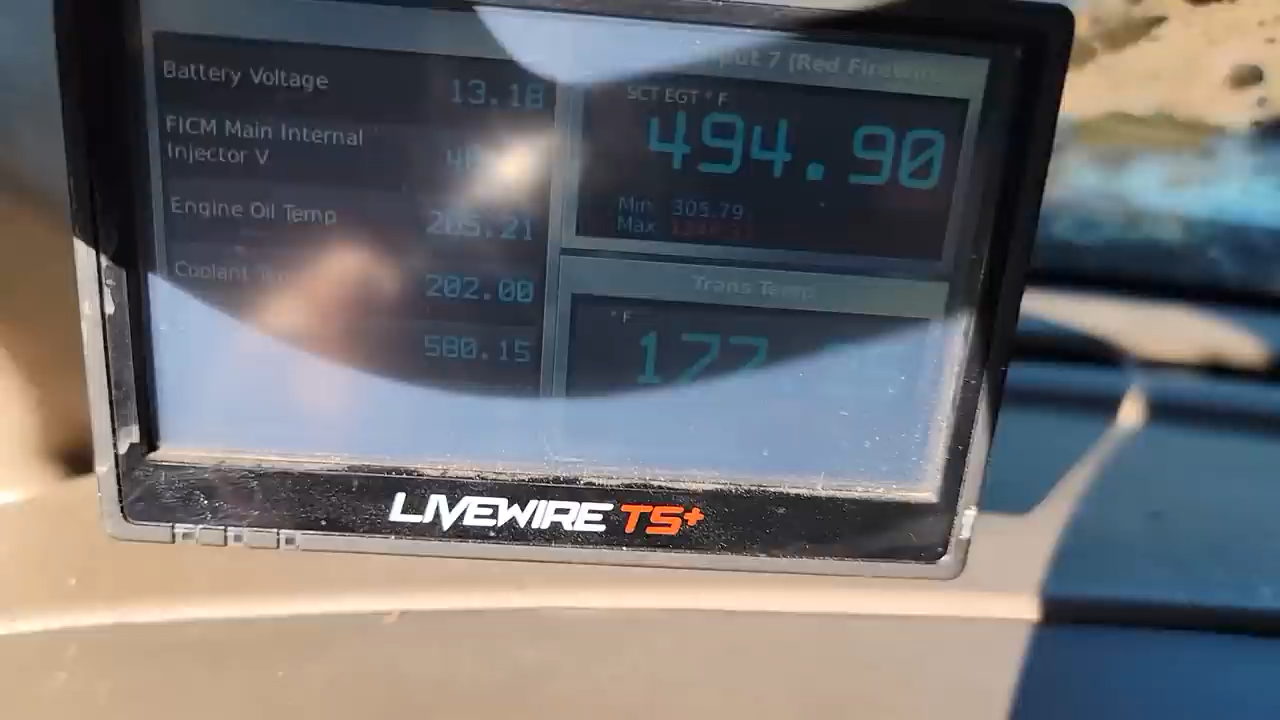 Battery Voltage 13.18
FICM Main Internal
Injector V
Engine Oil Temp 205.21
Coolant 202.00
580.15
put 7 (Red Firewire
SCT EGT °F
494.90
Min 305.79
Max
Trans Temp
°F
177
LIVEWIRE TS+